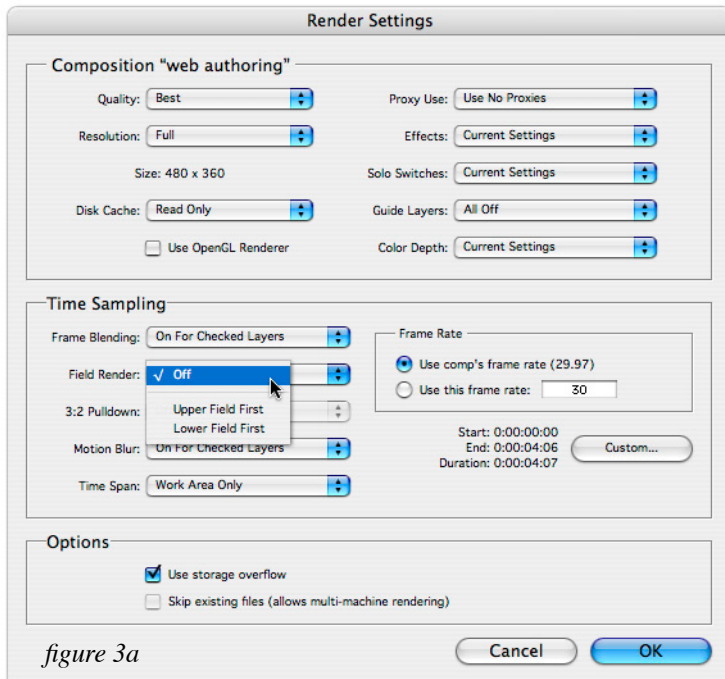 Render Settings
Composition “web authoring”
Quality: Best
Resolution: Full
Size: 480 x 360
Disk Cache: Read Only
Use OpenGL Renderer
Proxy Use: Use No Proxies
Effects: Current Settings
Solo Switches: Current Settings
Guide Layers: All Off
Color Depth: Current Settings
Time Sampling
Frame Blending: On For Checked Layers
Field Render: √ Off
Upper Field First
Lower Field First
3:2 Pulldown:
Motion Blur: On For Checked Layers
Time Span: Work Area Only
Frame Rate
Use comp's frame rate (29.97)
Use this frame rate: 30
Start: 0:00:00:00
End: 0:00:04:06
Duration: 0:00:04:07
Custom...
Options
Use storage overflow
Skip existing files (allows multi-machine rendering)
figure 3a
Cancel
OK